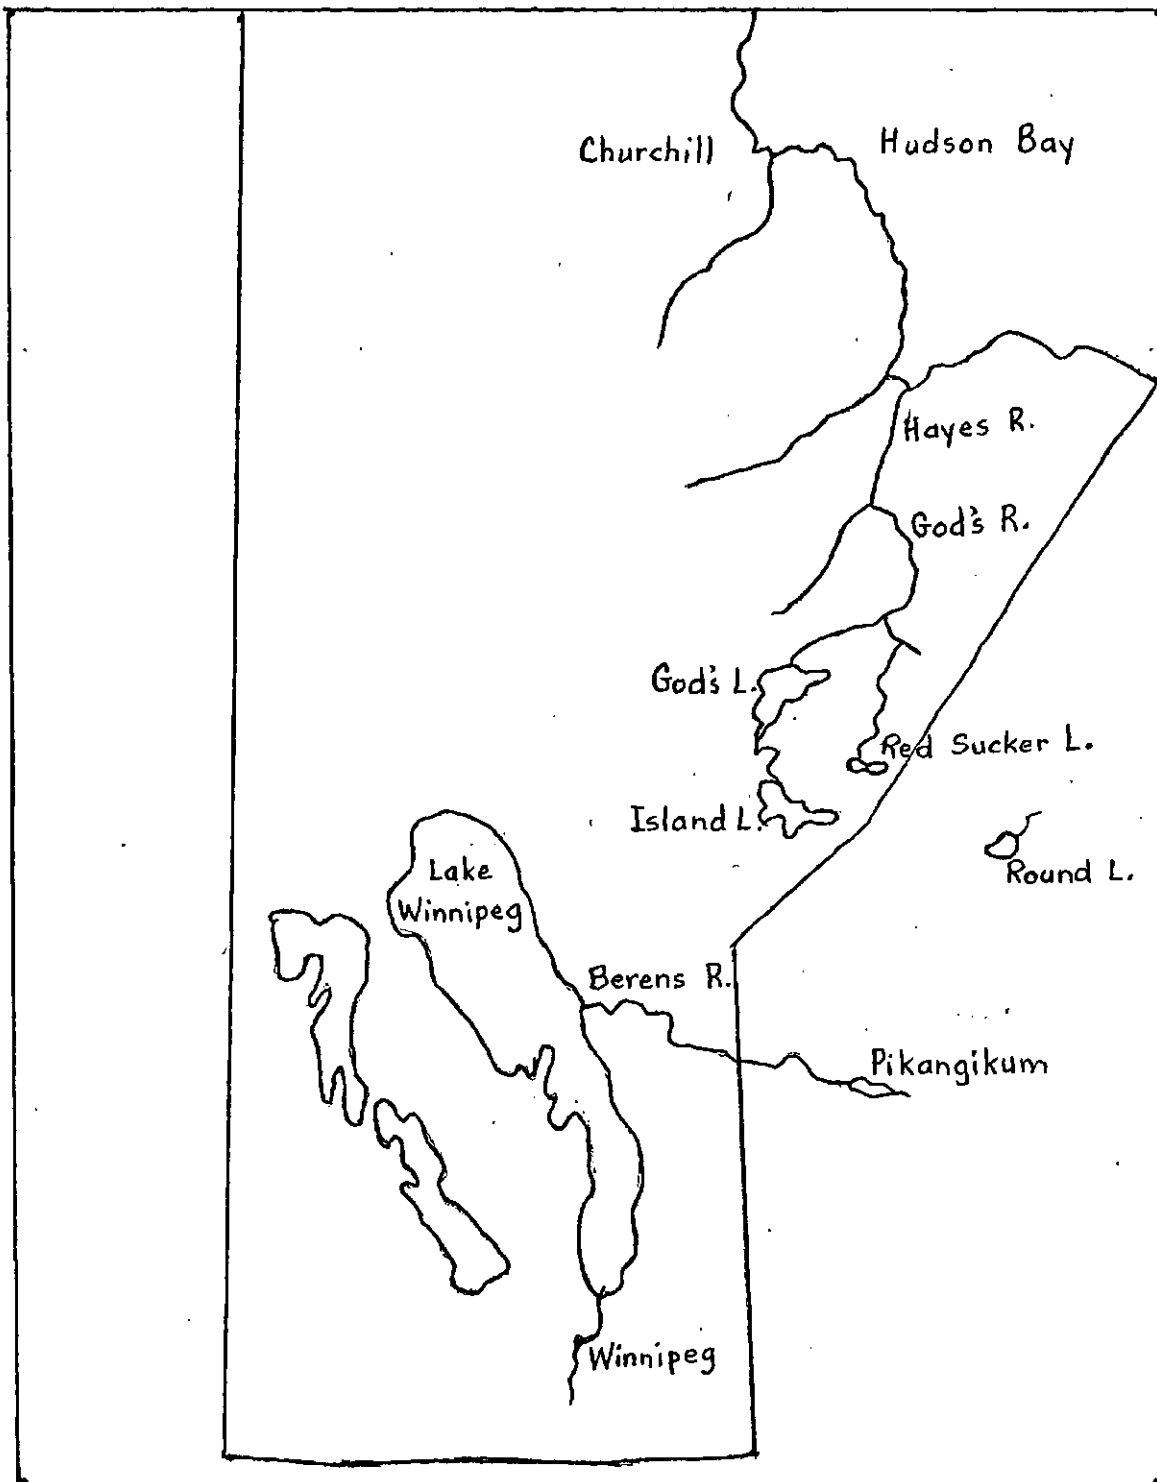 Churchill
Hudson Bay
Hayes R.
God's R.
God's L.
Red Sucker L.
Island L.
Round L.
Lake
Winnipeg
Berens R.
Pikangikum
Winnipeg